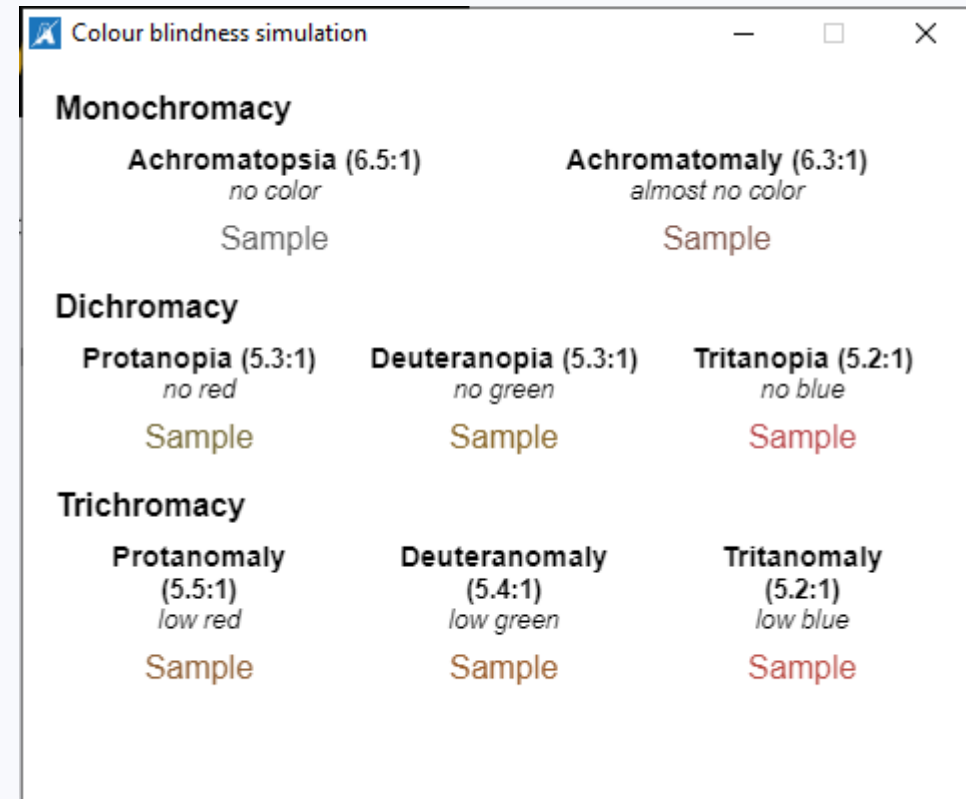 Colour blindness simulation
Monochromacy
Achromatopsia (6.5:1)
no color
Sample
Achromatomaly (6.3:1)
almost no color
Sample
Dichromacy
Protanopia (5.3:1)
no red
Sample
Deuteranopia (5.3:1)
no green
Sample
Tritanopia (5.2:1)
no blue
Sample
Trichromacy
Protanomaly
(5.5:1)
low red
Sample
Deuteranomaly
(5.4:1)
low green
Sample
Tritanomaly
(5.2:1)
low blue
Sample